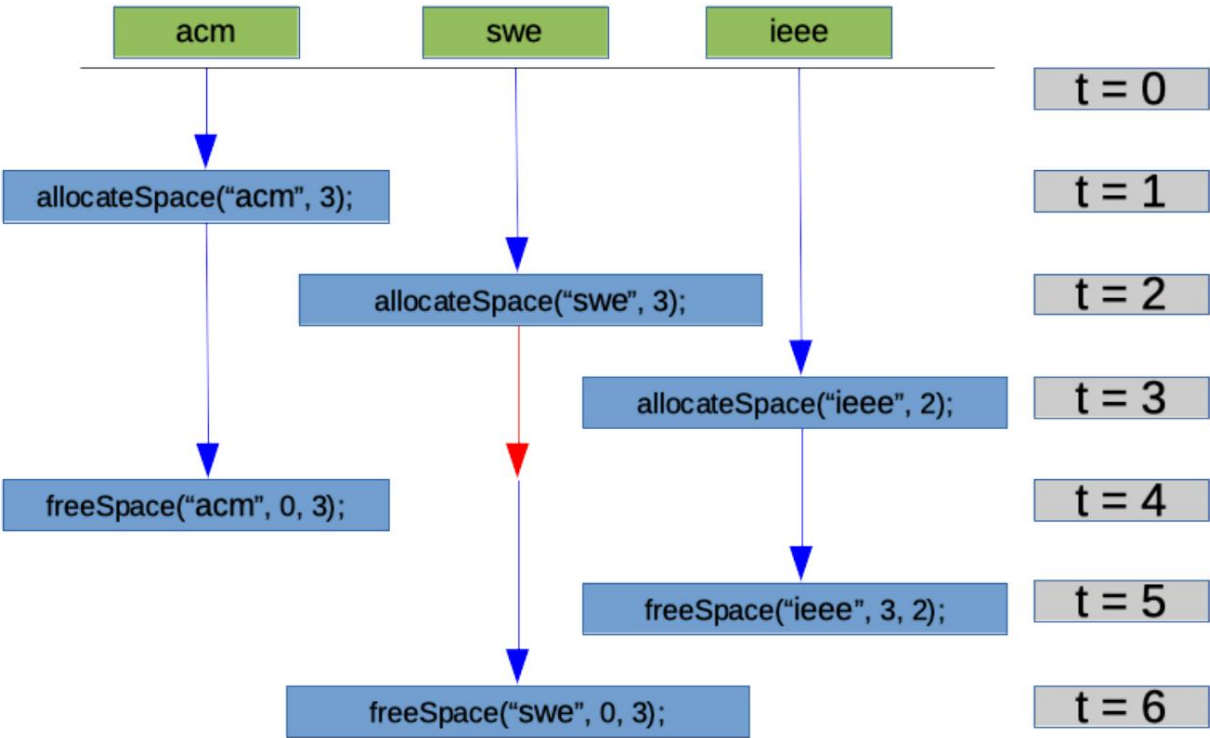 acm
swe
ieee
t = 0
allocateSpace(“acm”, 3);
t = 1
allocateSpace(“swe”, 3);
t = 2
allocateSpace(“ieee”, 2);
t = 3
freeSpace(“acm”, 0, 3);
t = 4
freeSpace(“ieee”, 3, 2);
t = 5
freeSpace(“swe”, 0, 3);
t = 6